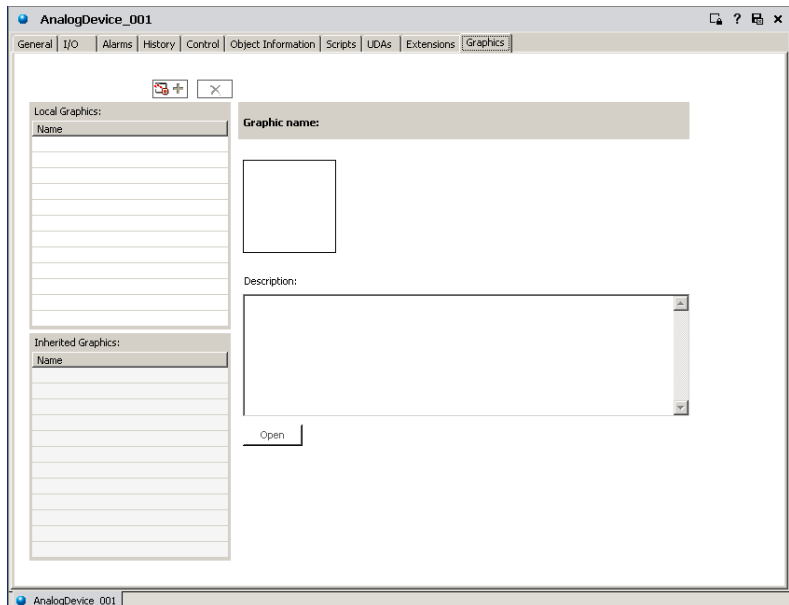 AnalogDevice_001
General I/O Alarms History Control Object Information Scripts UDAs Extensions Graphics
Local Graphics:
Name
Graphic name:
Description:
Inherited Graphics:
Name
Open
AnalogDevice_001